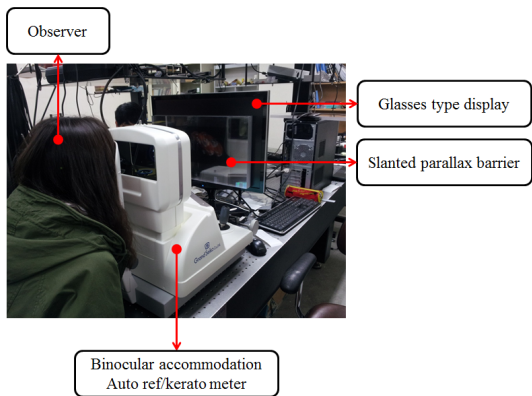 Observer
Glasses type display
Slanted parallax barrier
Binocular accommodation
Auto ref/kerato meter